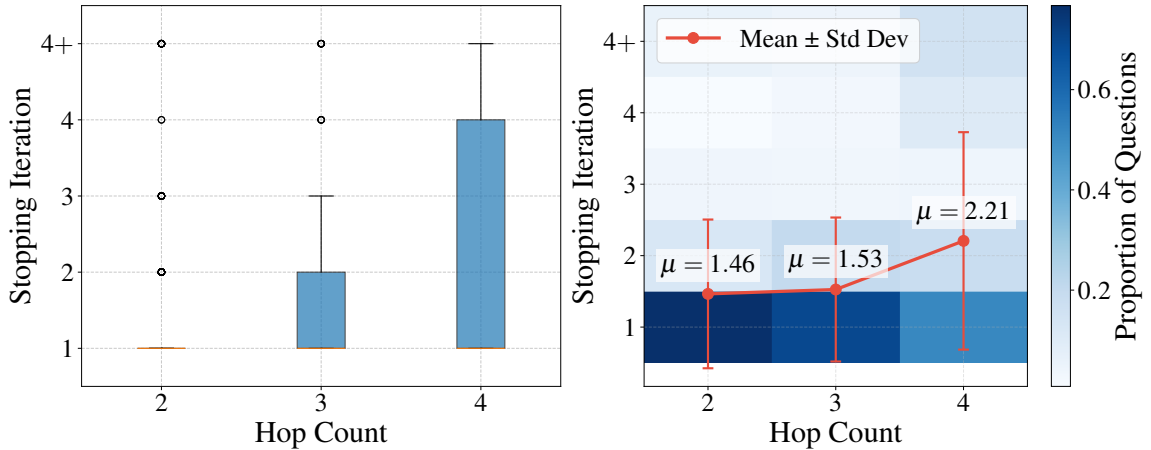 4+
4
3
2
1
Stopping Iteration
2
3
4
Hop Count
Mean ± Std Dev
4+
4
3
2
1
Stopping Iteration
μ = 1.46
μ = 1.53
μ = 2.21
2
3
4
Hop Count
0.6
0.4
0.2
Proportion of Questions